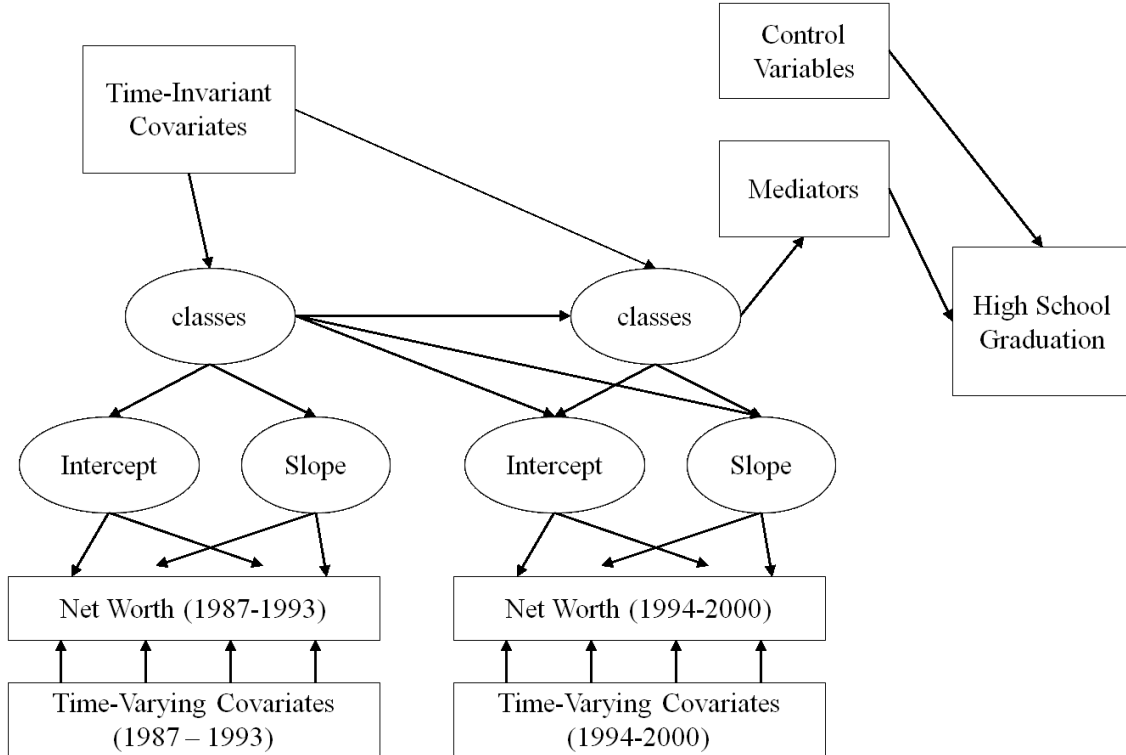 Control
Variables
Time-Invariant
Covariates
Mediators
High School
Graduation
classes
classes
Intercept
Slope
Intercept
Slope
Net Worth (1987-1993)
Net Worth (1994-2000)
Time-Varying Covariates
(1987 – 1993)
Time-Varying Covariates
(1994-2000)